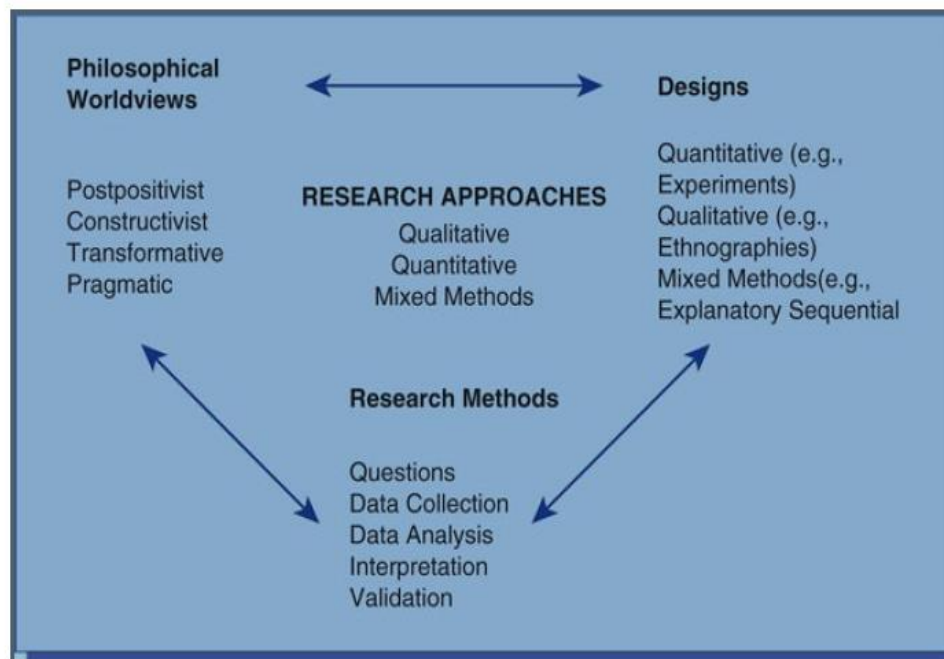 Philosophical
Worldviews
Postpositivist
Constructivist
Transformative
Pragmatic
RESEARCH APPROACHES
Qualitative
Quantitative
Mixed Methods
Designs
Quantitative (e.g.,
Experiments)
Qualitative (e.g.,
Ethnographies)
Mixed Methods(e.g.,
Explanatory Sequential
Research Methods
Questions
Data Collection
Data Analysis
Interpretation
Validation